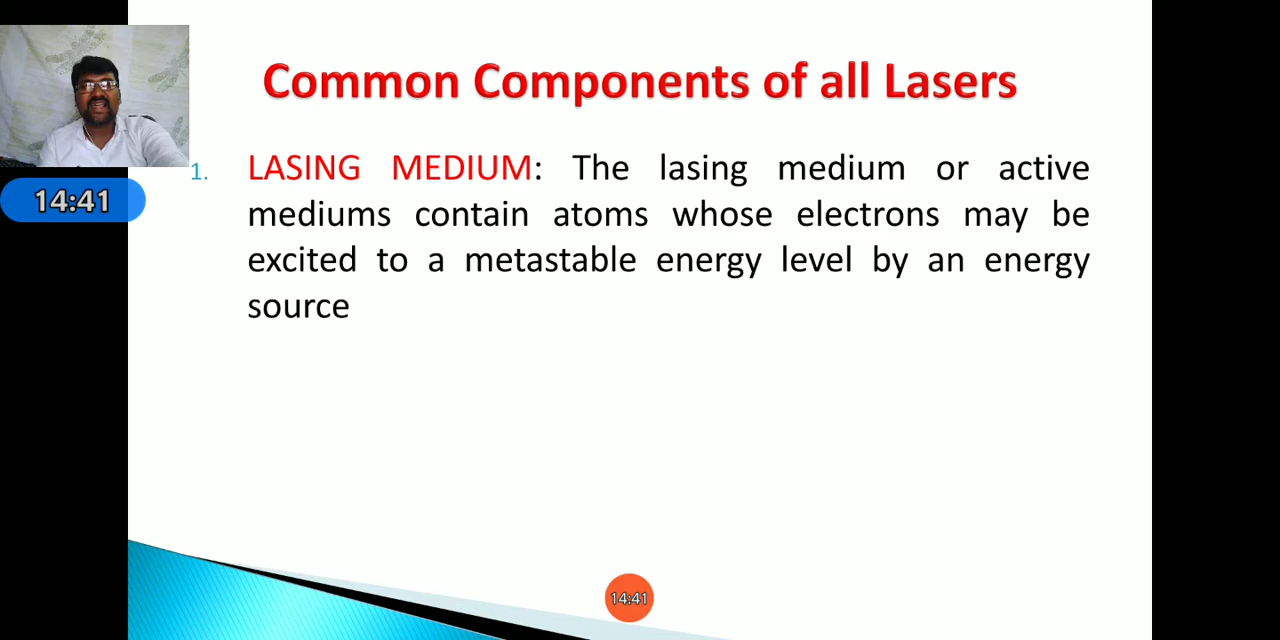 Common Components of all Lasers
14:41
1. LASING MEDIUM: The lasing medium or active
mediums contain atoms whose electrons may be
excited to a metastable energy level by an energy
source
14:41